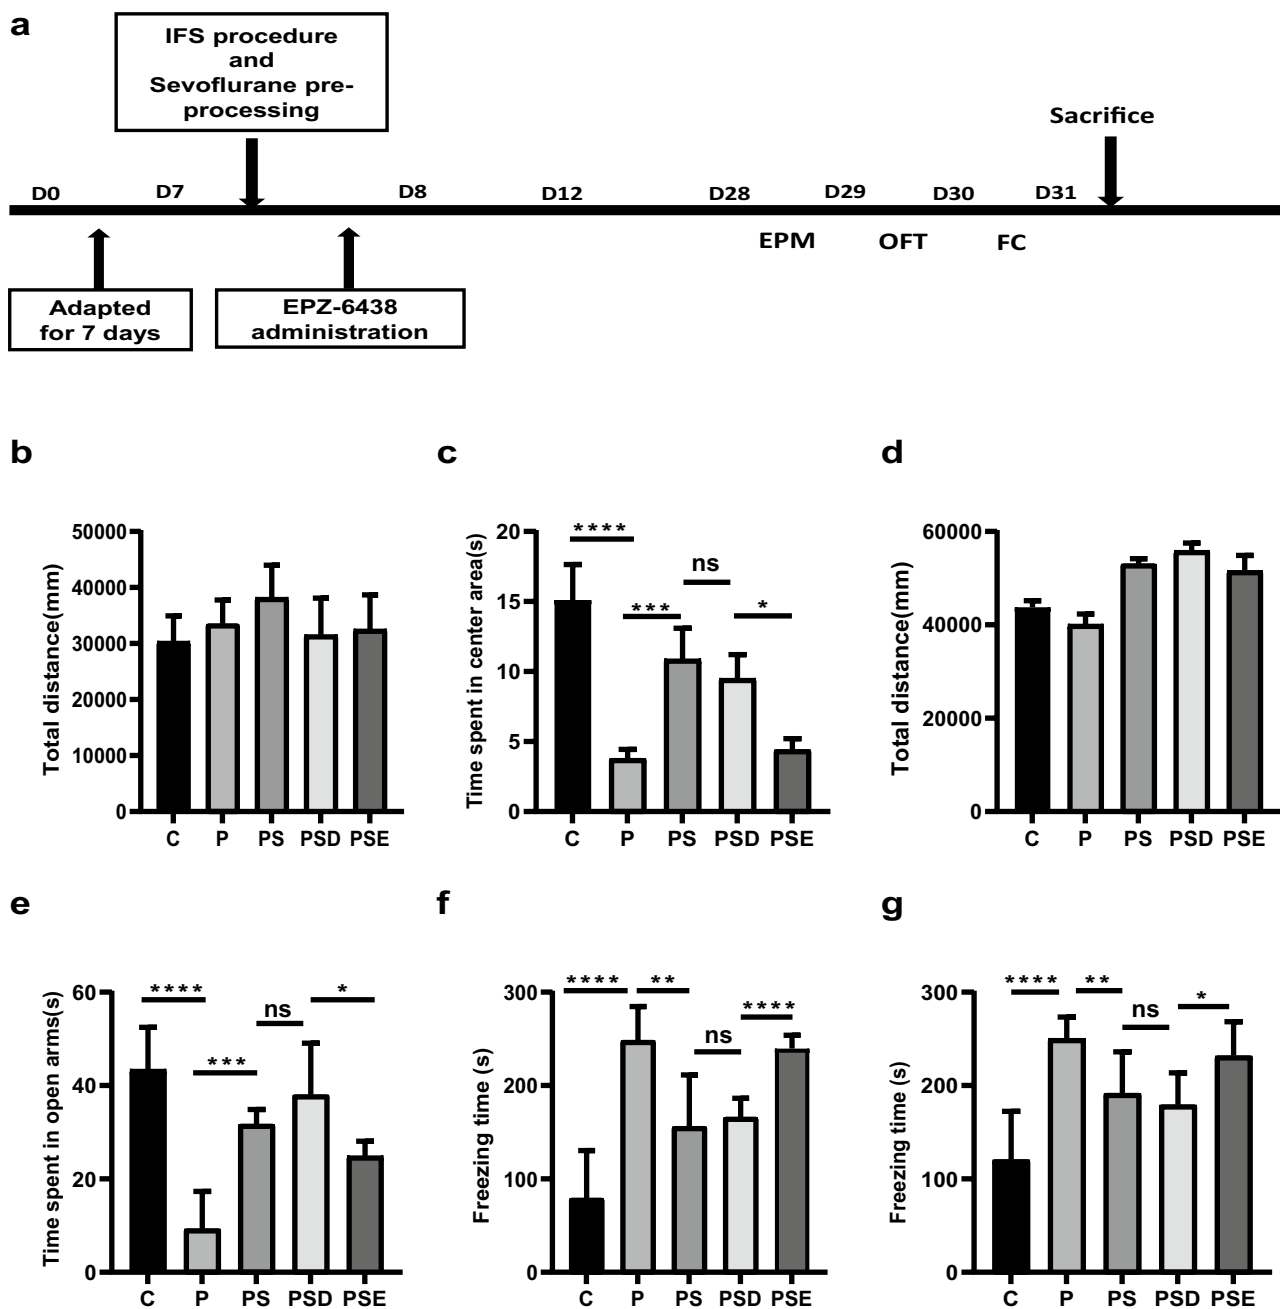 a
IFS procedure
and
Sevoflurane pre-
processing
Sacrifice
D0 D7 D8 D12 D28 D29 D30 D31
EPM OFT FC
Adapted
for 7 days
EPZ-6438
administration
b
Total distance(mm)
50000
40000
30000
20000
10000
0
C P PS PSD PSE
c
Time spent in center area(s)
20
15
10
5
0
****
***
ns
*
C P PS PSD PSE
d
Total distance(mm)
60000
40000
20000
0
C P PS PSD PSE
e
Time spent in open arms(s)
60
40
20
0
****
***
ns
*
C P PS PSD PSE
f
Freezing time (s)
300
200
100
0
****
**
ns
****
C P PS PSD PSE
g
Freezing time (s)
300
200
100
0
****
**
ns
*
C P PS PSD PSE